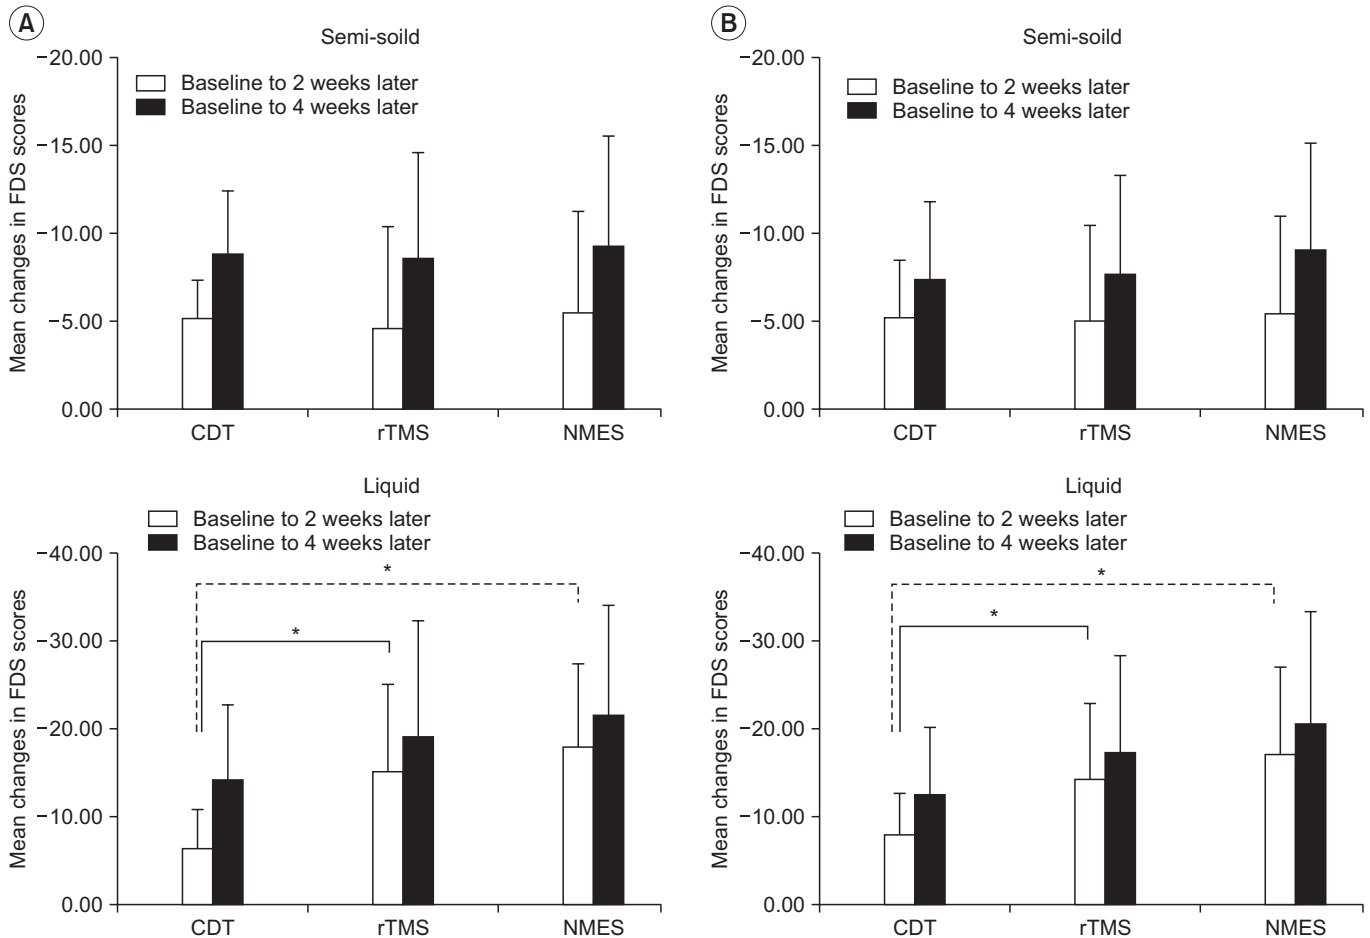 A
Semi-soild
Baseline to 2 weeks later
Baseline to 4 weeks later
Mean changes in FDS scores
−20.00
−15.00
−10.00
−5.00
0.00
CDT rTMS NMES
B
Semi-soild
Baseline to 2 weeks later
Baseline to 4 weeks later
Mean changes in FDS scores
−20.00
−15.00
−10.00
−5.00
0.00
CDT rTMS NMES
Liquid
Baseline to 2 weeks later
Baseline to 4 weeks later
Mean changes in FDS scores
−40.00
−30.00
−20.00
−10.00
0.00
*
*
CDT rTMS NMES
Liquid
Baseline to 2 weeks later
Baseline to 4 weeks later
Mean changes in FDS scores
−40.00
−30.00
−20.00
−10.00
0.00
*
*
CDT rTMS NMES